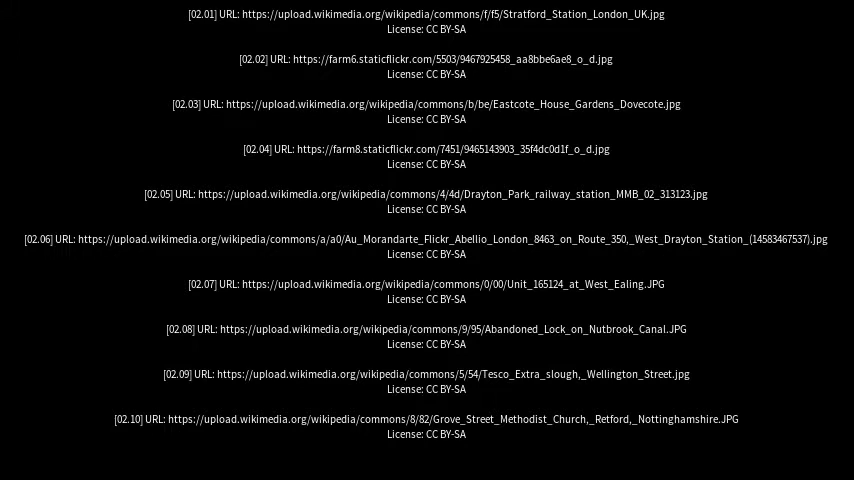 [02.01] URL: https://upload.wikimedia.org/wikipedia/commons/f/f5/Stratford_Station_London_UK.jpg
License: CC BY-SA
[02.02] URL: https://farm6.staticflickr.com/5503/9467925458_aa8bbe6ae8_o_d.jpg
License: CC BY-SA
[02.03] URL: https://upload.wikimedia.org/wikipedia/commons/b/be/Eastcote_House_Gardens_Dovecote.jpg
License: CC BY-SA
[02.04] URL: https://farm8.staticflickr.com/7451/9465143903_35f4dc0d1f_o_d.jpg
License: CC BY-SA
[02.05] URL: https://upload.wikimedia.org/wikipedia/commons/4/4d/Drayton_Park_railway_station_MMB_02_313123.jpg
License: CC BY-SA
[02.06] URL: https://upload.wikimedia.org/wikipedia/commons/a/a0/Au_Morandarte_Flickr_Abellio_London_8463_on_Route_350,_West_Drayton_Station_(14583467537).jpg
License: CC BY-SA
[02.07] URL: https://upload.wikimedia.org/wikipedia/commons/0/00/Unit_165124_at_West_Ealing.JPG
License: CC BY-SA
[02.08] URL: https://upload.wikimedia.org/wikipedia/commons/9/95/Abandoned_Lock_on_Nutbrook_Canal.JPG
License: CC BY-SA
[02.09] URL: https://upload.wikimedia.org/wikipedia/commons/5/54/Tesco_Extra_slough,_Wellington_Street.jpg
License: CC BY-SA
[02.10] URL: https://upload.wikimedia.org/wikipedia/commons/8/82/Grove_Street_Methodist_Church,_Retford,_Nottinghamshire.JPG
License: CC BY-SA